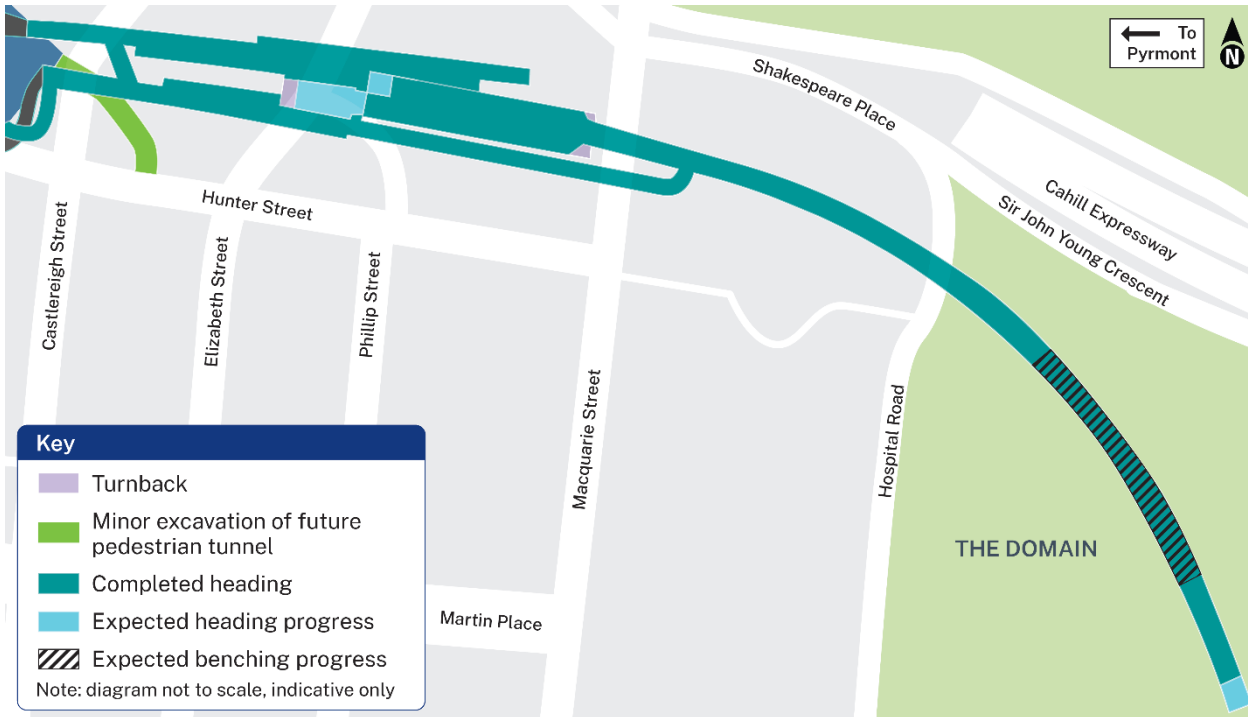 To
Pyrmont
N
Shakespeare Place
Cahill Expressway
Sir John Young Crescent
Hunter Street
Castlereigh Street
Elizabeth Street
Phillip Street
Macquarie Street
Hospital Road
THE DOMAIN
Martin Place
Key
Turnback
Minor excavation of future
pedestrian tunnel
Completed heading
Expected heading progress
Expected benching progress
Note: diagram not to scale, indicative only